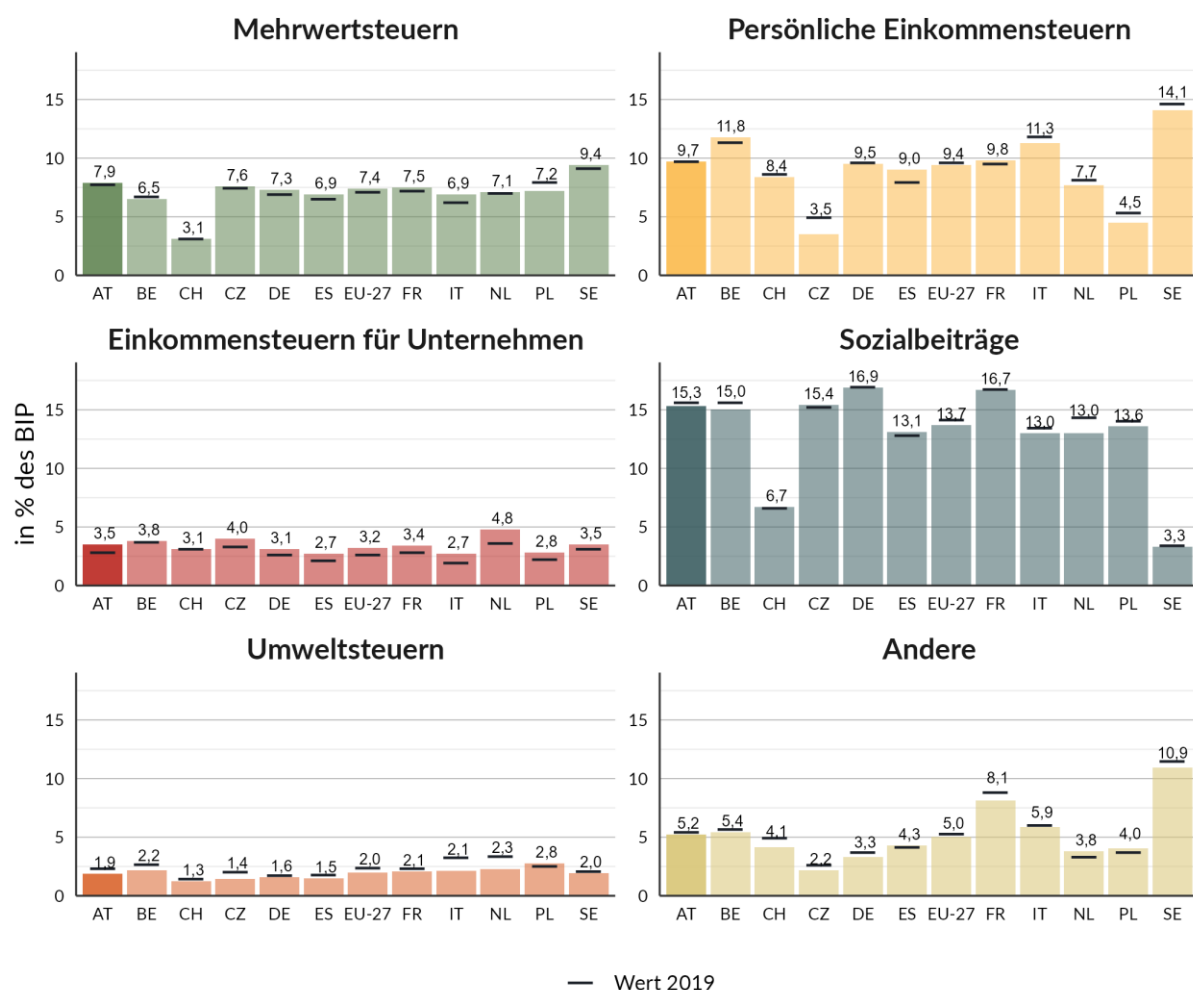 Mehrwertsteuern
15
10
5
0
7,9 6,5 3,1 7,6 7,3 6,9 7,4 7,5 6,9 7,1 7,2 9,4
AT BE CH CZ DE ES EU-27 FR IT NL PL SE
Persönliche Einkommensteuern
15
10
5
0
9,7 11,8 8,4 3,5 9,5 9,0 9,4 9,8 11,3 7,7 4,5 14,1
AT BE CH CZ DE ES EU-27 FR IT NL PL SE
in % des BIP
Einkommensteuern für Unternehmen
15
10
5
0
3,5 3,8 3,1 4,0 3,1 2,7 3,2 3,4 2,7 4,8 2,8 3,5
AT BE CH CZ DE ES EU-27 FR IT NL PL SE
Sozialbeiträge
15
10
5
0
15,3 15,0 6,7 15,4 16,9 13,1 13,7 16,7 13,0 13,0 13,6 3,3
AT BE CH CZ DE ES EU-27 FR IT NL PL SE
Umweltsteuern
15
10
5
0
1,9 2,2 1,3 1,4 1,6 1,5 2,0 2,1 2,1 2,3 2,8 2,0
AT BE CH CZ DE ES EU-27 FR IT NL PL SE
Andere
15
10
5
0
5,2 5,4 4,1 2,2 3,3 4,3 5,0 8,1 5,9 3,8 4,0 10,9
AT BE CH CZ DE ES EU-27 FR IT NL PL SE
Wert 2019